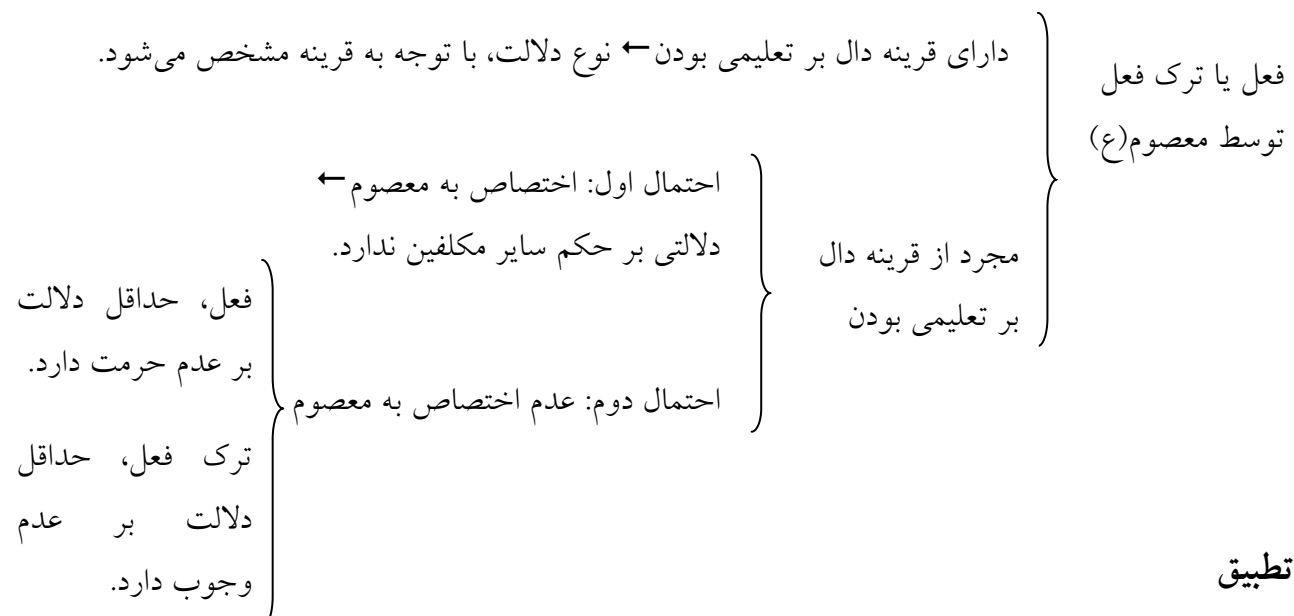 فعل یا ترک فعل
توسط معصوم(ع)
دارای قرینه دال بر تعلیمی بودن← نوع دلالت، با توجه به قرینه مشخص می‌شود.
مجرد از قرینه دال
بر تعلیمی بودن
احتمال اول: اختصاص به معصوم←
دلالتی بر حکم سایر مکلفین ندارد.
احتمال دوم: عدم اختصاص به معصوم
فعل، حداقل دلالت
بر عدم حرمت دارد.
ترک فعل، حداقل
دلالت بر عدم
وجوب دارد.
تطبیق